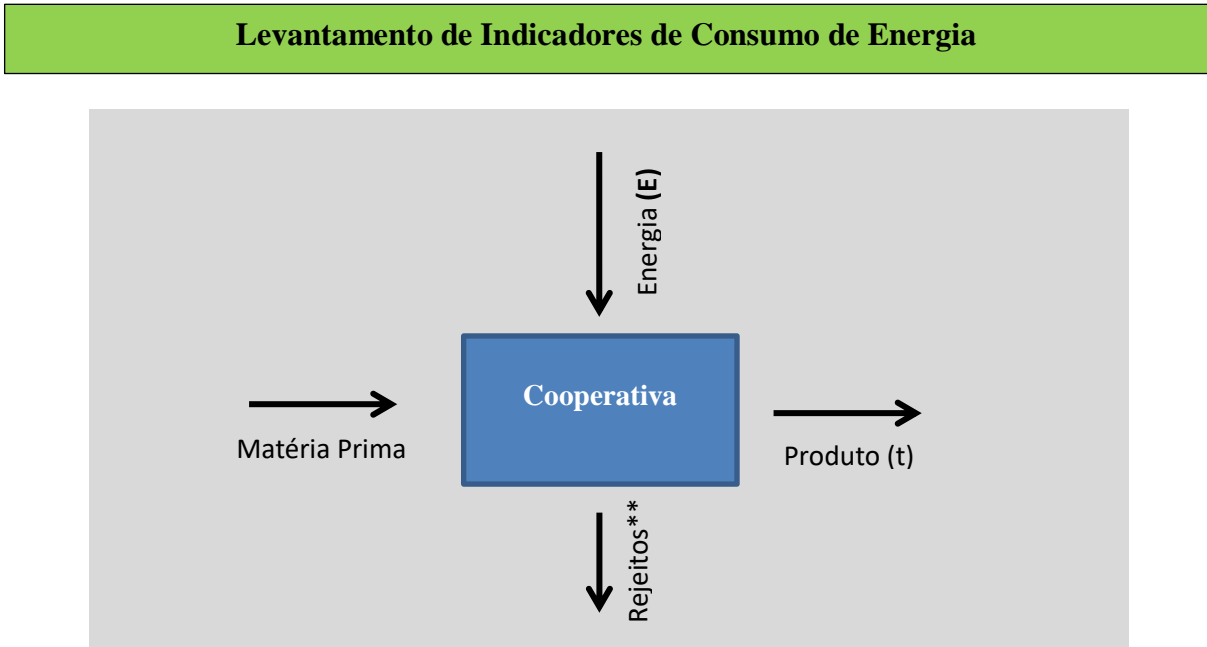 Levantamento de Indicadores de Consumo de Energia
Energia (E)
Cooperativa
Matéria Prima
Produto (t)
Rejeitos**